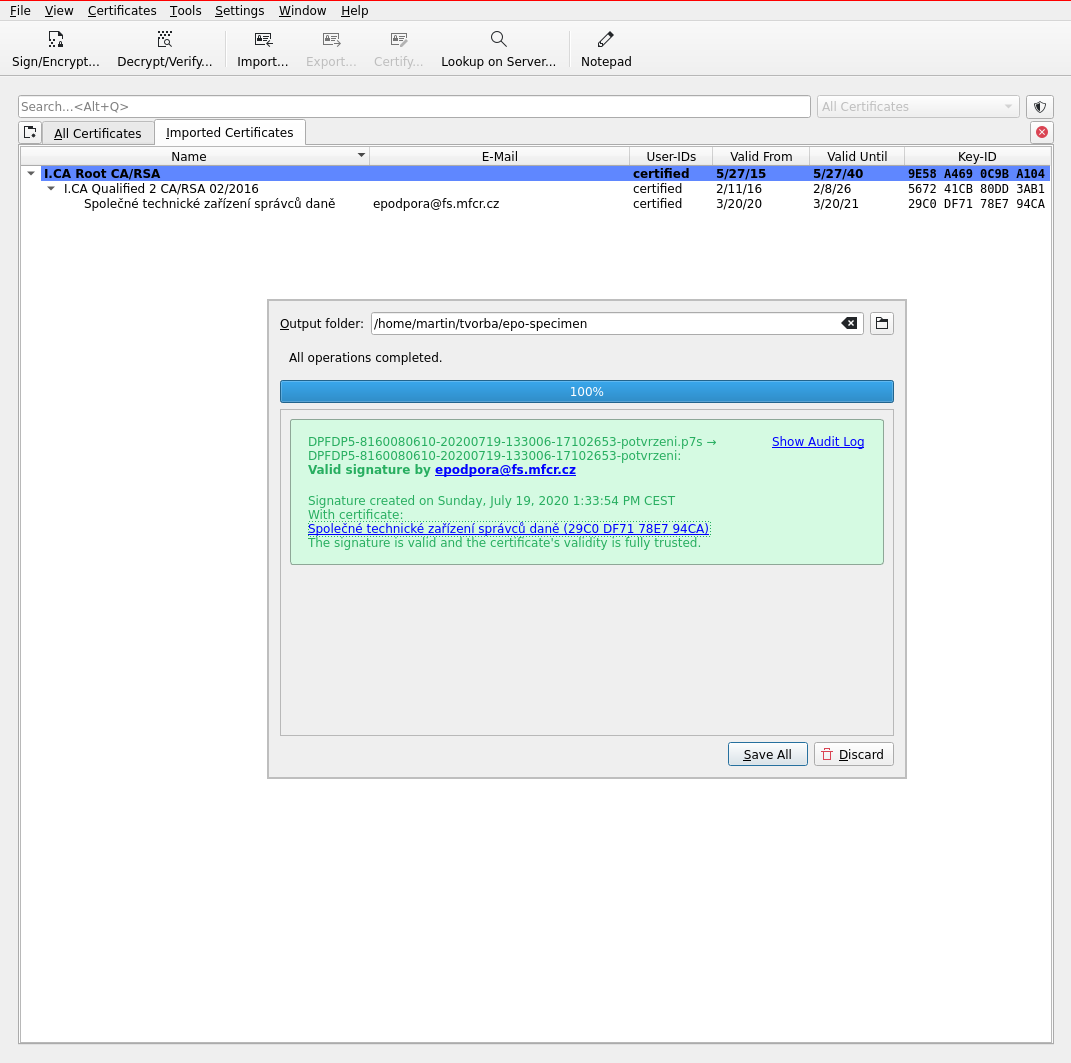 File View Certificates Tools Settings Window Help
Sign/Encrypt... Decrypt/Verify... Import... Export... Certify... Lookup on Server... Notepad
Search...<Alt+Q> All Certificates
All Certificates Imported Certificates
Name E-Mail User-IDs Valid From Valid Until Key-ID
I.CA Root CA/RSA certified 5/27/15 5/27/40 9E58 A469 0C9B A104
I.CA Qualified 2 CA/RSA 02/2016 certified 2/11/16 2/8/26 5672 41CB 80DD 3AB1
Společné technické zařízení správců daně epodpora@fs.mfcr.cz certified 3/20/20 3/20/21 29C0 DF71 78E7 94CA
Output folder: /home/martin/tvorba/epo-specimen
All operations completed.
100%
DPFDP5-8160080610-20200719-133006-17102653-potvrzeni.p7s → Show Audit Log
DPFDP5-8160080610-20200719-133006-17102653-potvrzeni:
Valid signature by epodpora@fs.mfcr.cz
Signature created on Sunday, July 19, 2020 1:33:54 PM CEST
With certificate:
Společné technické zařízení správců daně (29C0 DF71 78E7 94CA)
The signature is valid and the certificate's validity is fully trusted.
Save All Discard